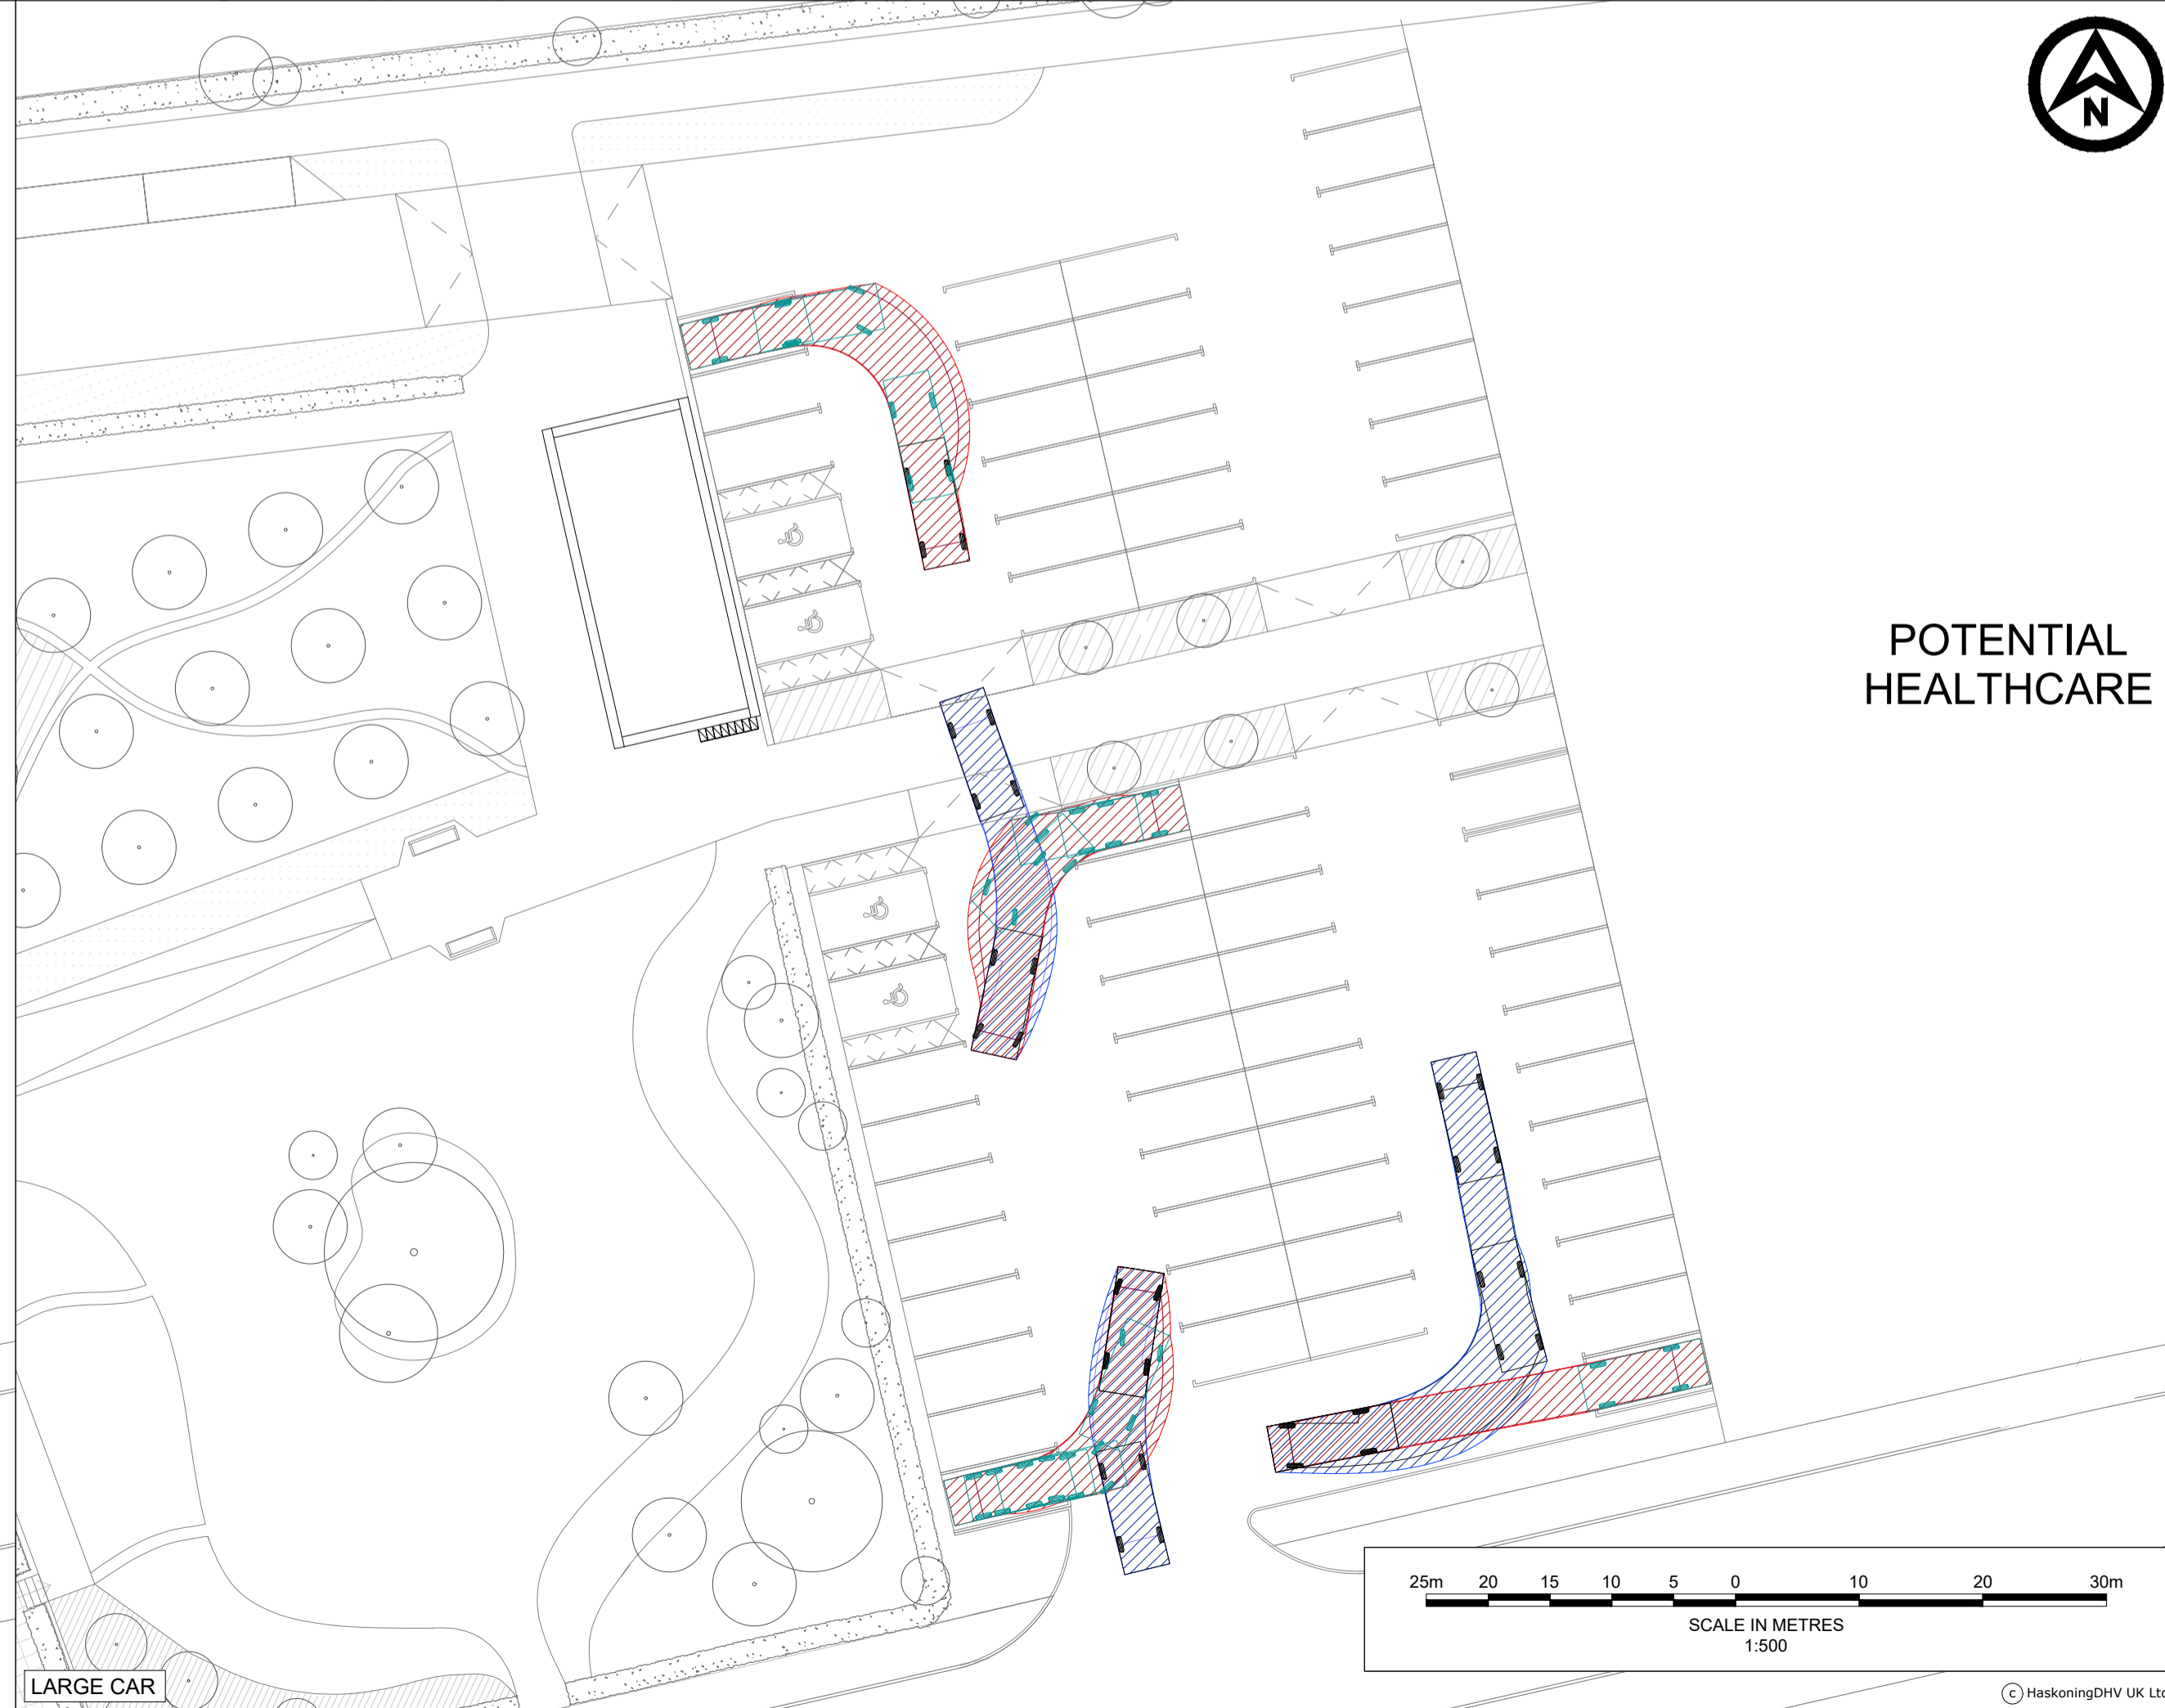 N
POTENTIAL
HEALTHCARE
25m 20 15 10 5 0 10 20 30m
SCALE IN METRES
1:500
LARGE CAR
c HaskoningDHV UK Ltd